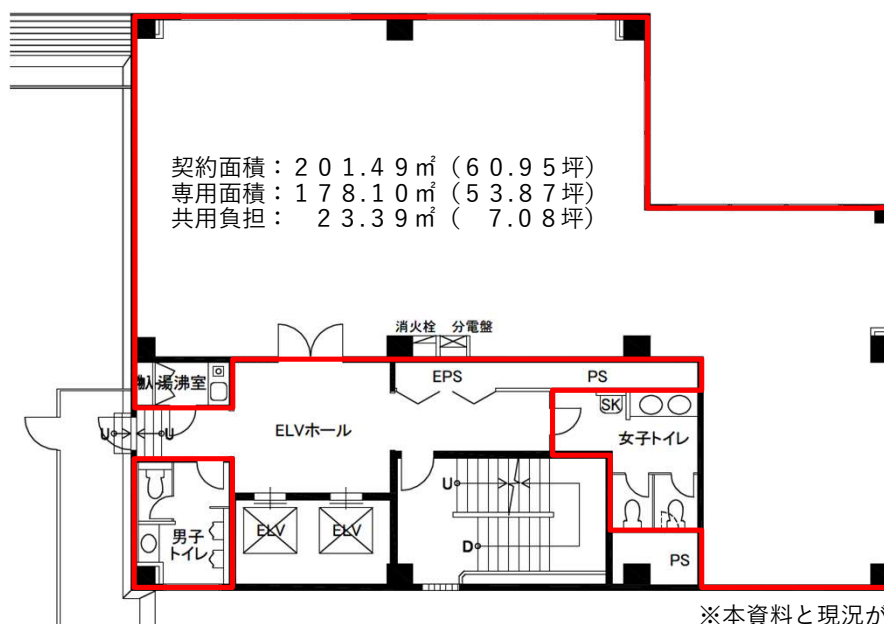 契約面積:201.49㎡(60.95坪)
専用面積:178.10㎡(53.87坪)
共用負担: 23.39㎡( 7.08坪)
消火栓 分電盤
湯沸室
EPS
PS
SK
女子トイレ
ELVホール
U
U
U
ELV
ELV
男子
トイレ
D
PS
※本資料と現況が